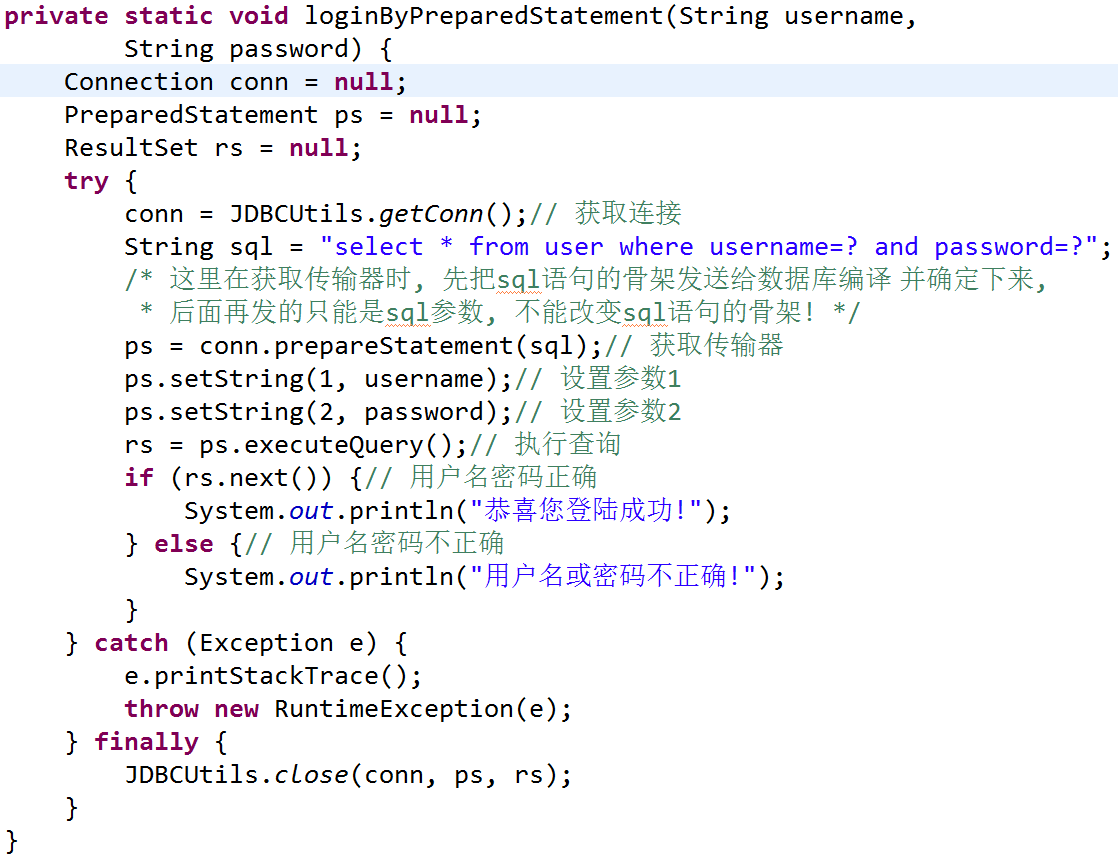 private static void loginByPreparedStatement(String username,
        String password) {
    Connection conn = null;
    PreparedStatement ps = null;
    ResultSet rs = null;
    try {
        conn = JDBCUtils.getConn();// 获取连接
        String sql = "select * from user where username=? and password=?";
        /* 这里在获取传输器时, 先把sql语句的骨架发送给数据库编译 并确定下来,
         * 后面再发的只能是sql参数, 不能改变sql语句的骨架! */
        ps = conn.prepareStatement(sql);// 获取传输器
        ps.setString(1, username);// 设置参数1
        ps.setString(2, password);// 设置参数2
        rs = ps.executeQuery();// 执行查询
        if (rs.next()) {// 用户名密码正确
            System.out.println("恭喜您登陆成功!");
        } else {// 用户名密码不正确
            System.out.println("用户名或密码不正确!");
        }
    } catch (Exception e) {
        e.printStackTrace();
        throw new RuntimeException(e);
    } finally {
        JDBCUtils.close(conn, ps, rs);
    }
}